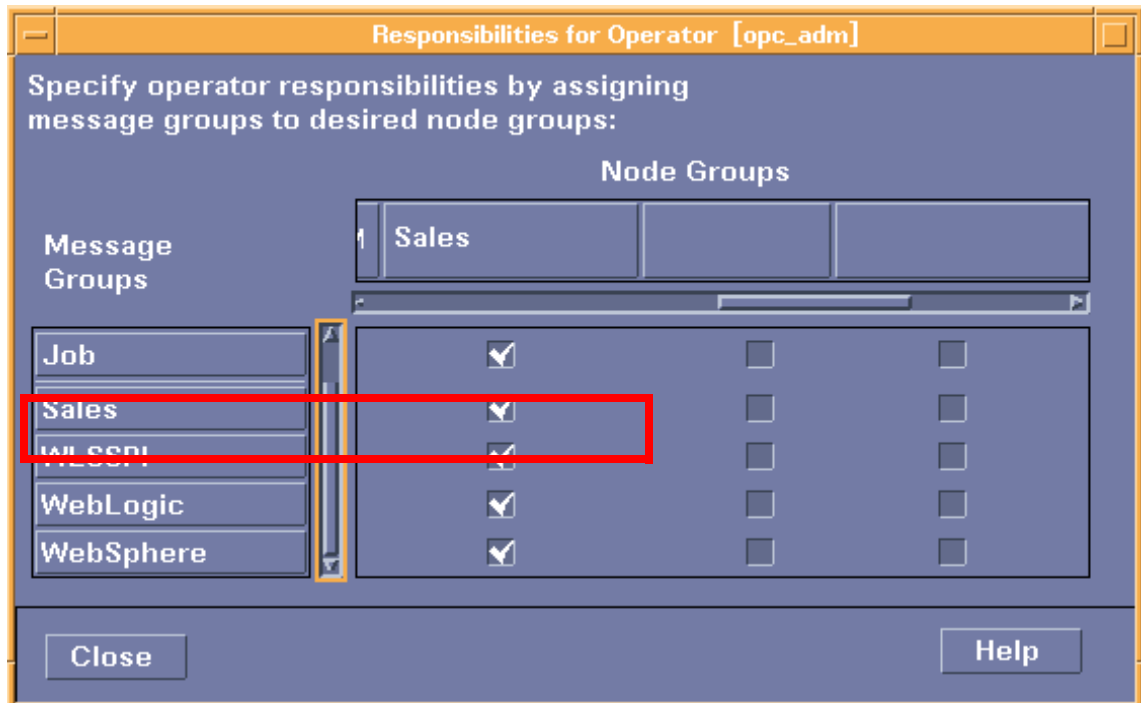 Responsibilities for Operator [opc_adm]
Specify operator responsibilities by assigning
message groups to desired node groups:
Node Groups
Sales
Message
Groups
Job
Sales
WLSSPI
WebLogic
WebSphere
Close
Help